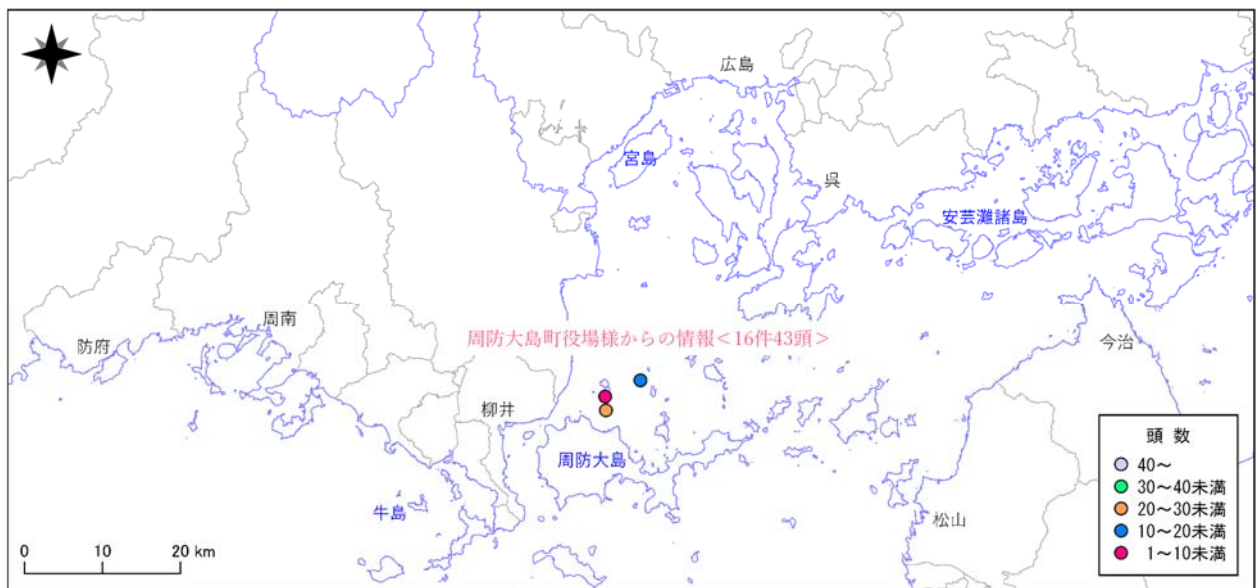 広島
宮島
呉
安芸灘諸島
周南
防府
周防大島町役場様からの情報<16件43頭>
今治
柳井
周防大島
牛島
松山
頭 数
40～
30～40未満
20～30未満
10～20未満
1～10未満
0 10 20 km